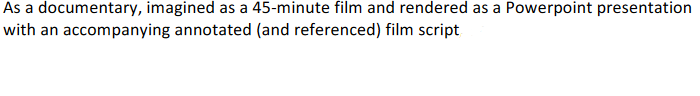 As a documentary, imagined as a 45-minute film and rendered as a Powerpoint presentation
with an accompanying annotated (and referenced) film script